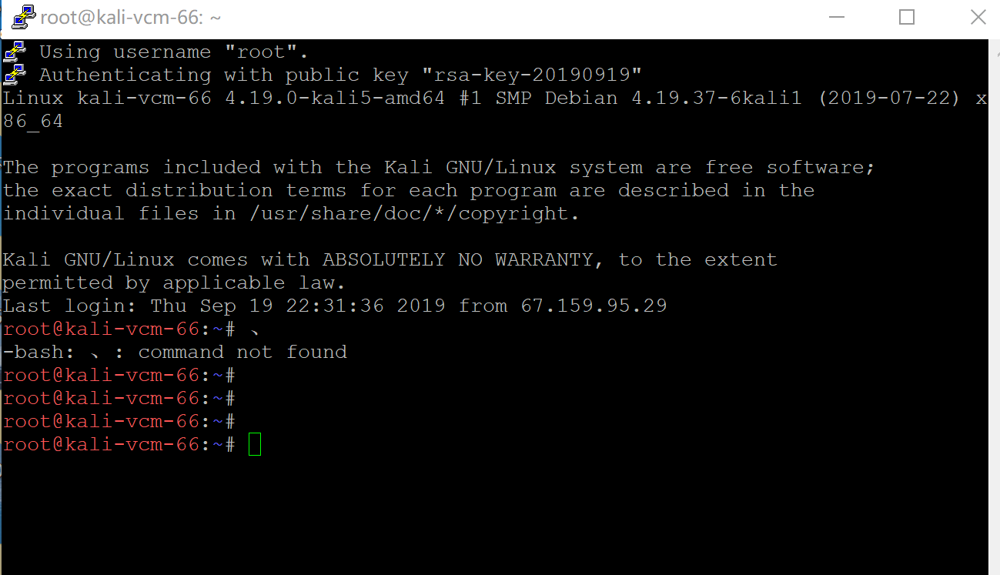 root@kali-vcm-66: ~
Using username "root".
Authenticating with public key "rsa-key-20190919"
Linux kali-vcm-66 4.19.0-kali5-amd64 #1 SMP Debian 4.19.37-6kali1 (2019-07-22) x
86_64
The programs included with the Kali GNU/Linux system are free software;
the exact distribution terms for each program are described in the
individual files in /usr/share/doc/*/copyright.
Kali GNU/Linux comes with ABSOLUTELY NO WARRANTY, to the extent
permitted by applicable law.
Last login: Thu Sep 19 22:31:36 2019 from 67.159.95.29
root@kali-vcm-66:~# 、
-bash: 、: command not found
root@kali-vcm-66:~#
root@kali-vcm-66:~#
root@kali-vcm-66:~#
root@kali-vcm-66:~#